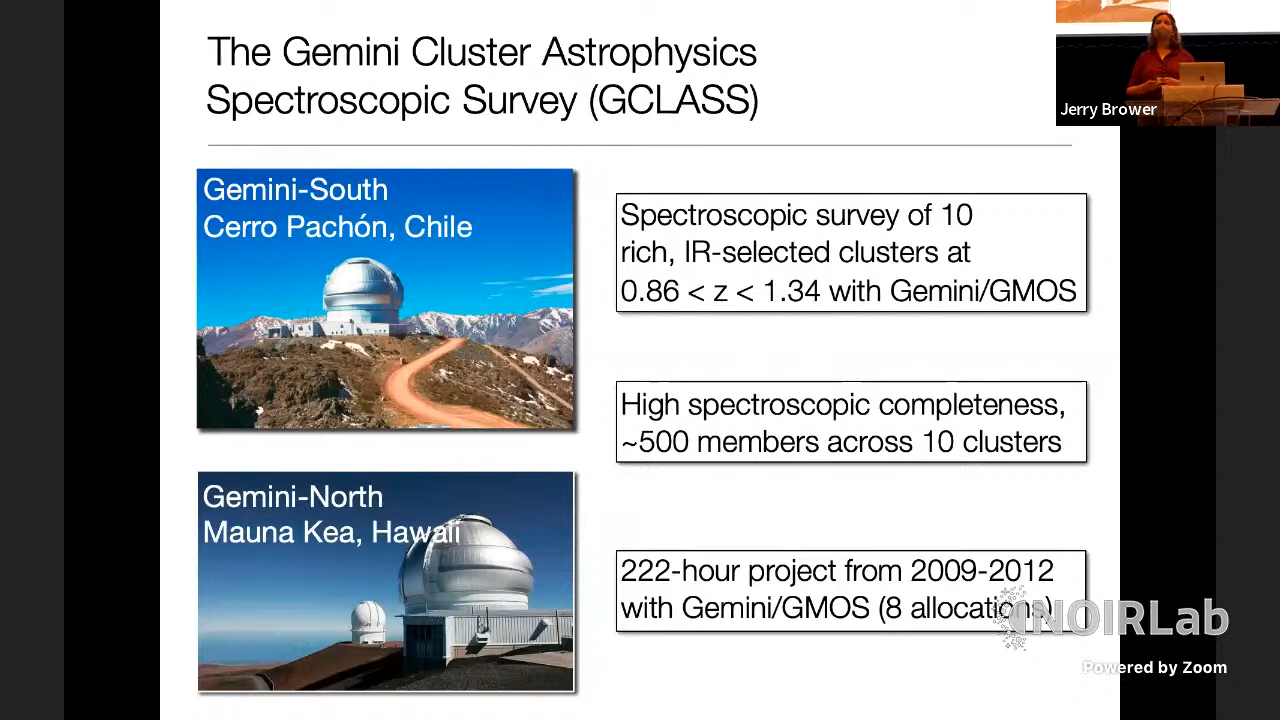 The Gemini Cluster Astrophysics
Spectroscopic Survey (GCLASS)
Jerry Brower
Gemini-South
Cerro Pachón, Chile
Spectroscopic survey of 10
rich, IR-selected clusters at
0.86 < z < 1.34 with Gemini/GMOS
High spectroscopic completeness,
~500 members across 10 clusters
Gemini-North
Mauna Kea, Hawaii
222-hour project from 2009-2012
with Gemini/GMOS (8 allocations)
NOIRLab
Powered by Zoom